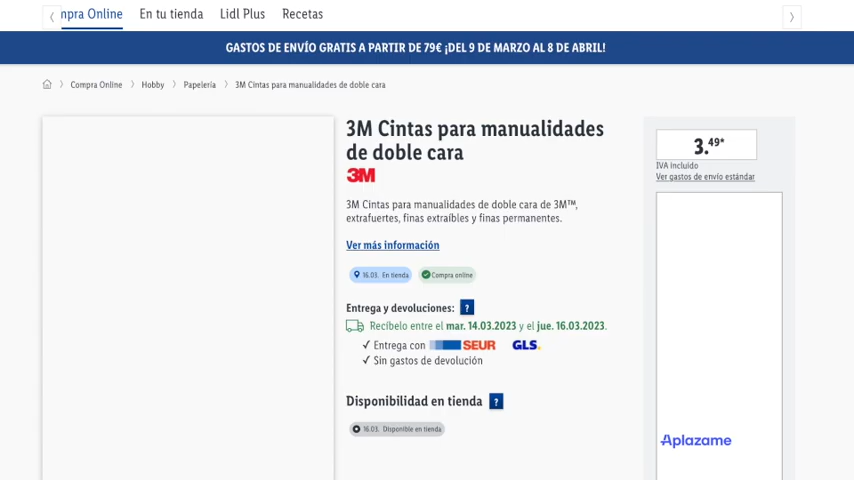 Online
En tu tienda
Lidl Plus
Recetas
GASTOS DE ENVÍO GRATIS A PARTIR DE 79€ ¡DEL 9 DE MARZO AL 8 DE ABRIL!
Compra Online
Hobby
Papelería
3M Cintas para manualidades de doble cara
3M Cintas para manualidades
de doble cara
3M
3M Cintas para manualidades de doble cara de 3M™,
extrafuertes, finas extraíbles y finas permanentes.
Ver más información
16.03. En tienda
Compra online
Entrega y devoluciones: ?
Recíbelo entre el mar. 14.03.2023 y el jue. 16.03.2023.
✓ Entrega con SEUR GLS.
✓ Sin gastos de devolución
Disponibilidad en tienda ?
16.03. Disponible en tienda
3.49*
IVA incluido
Ver gastos de envío estándar
Aplazame